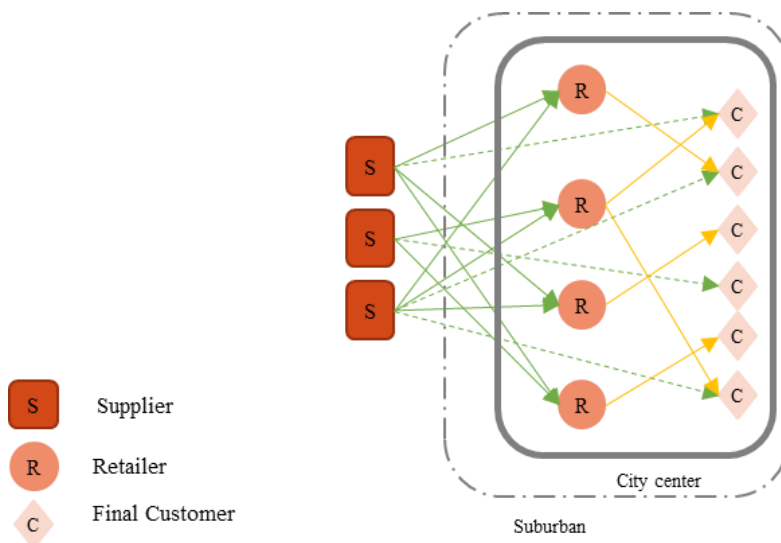 R
C
S
C
R
C
S
C
S
R
C
S Supplier
R
C
R Retailer
City center
C Final Customer
Suburban